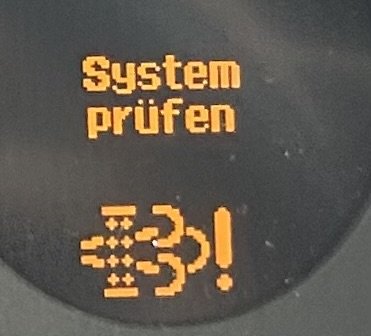 System
prüfen
!